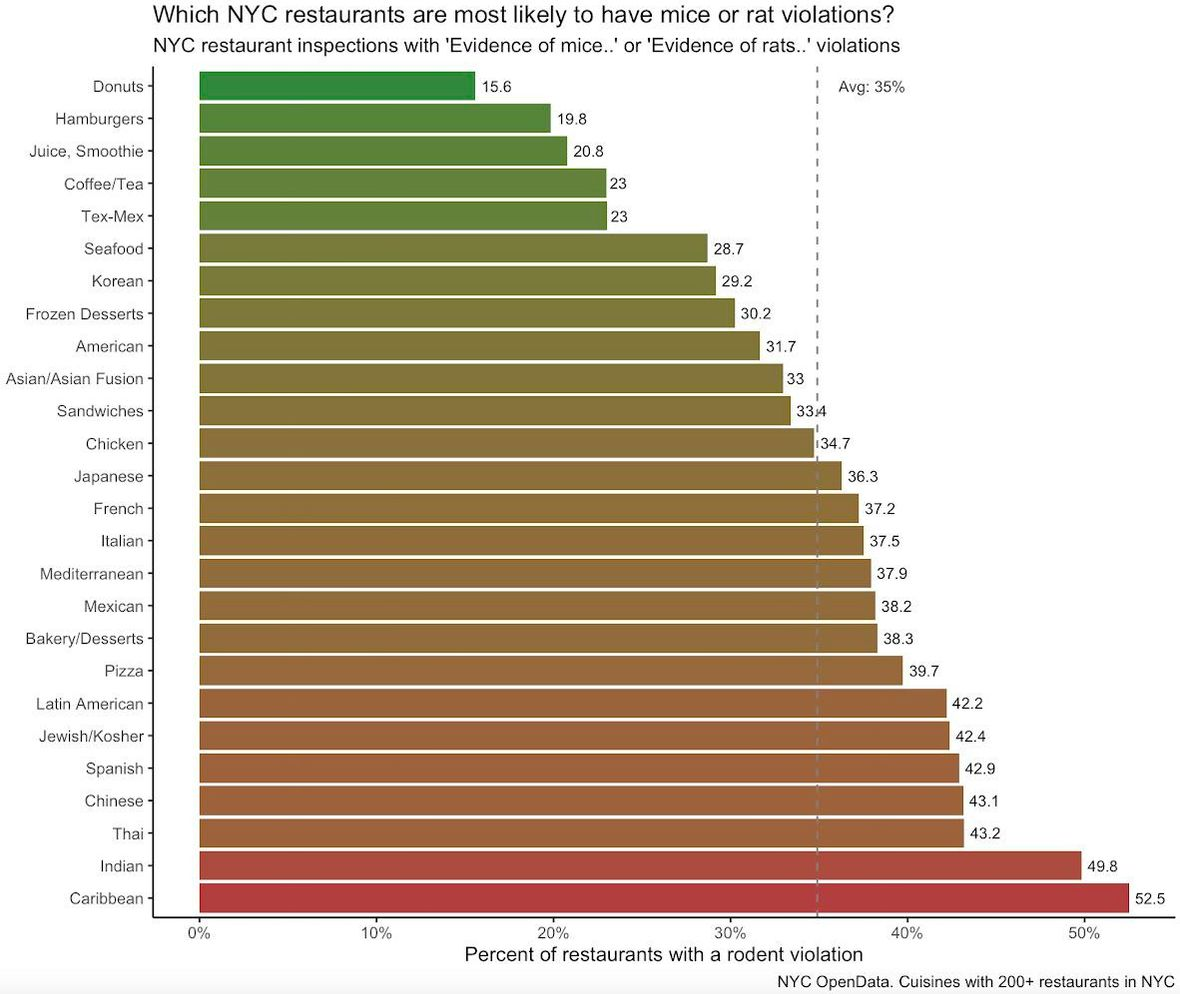 Which NYC restaurants are most likely to have mice or rat violations?
NYC restaurant inspections with 'Evidence of mice..' or 'Evidence of rats..' violations
Donuts 15.6 Avg: 35%
Hamburgers 19.8
Juice, Smoothie 20.8
Coffee/Tea 23
Tex-Mex 23
Seafood 28.7
Korean 29.2
Frozen Desserts 30.2
American 31.7
Asian/Asian Fusion 33
Sandwiches 33.4
Chicken 34.7
Japanese 36.3
French 37.2
Italian 37.5
Mediterranean 37.9
Mexican 38.2
Bakery/Desserts 38.3
Pizza 39.7
Latin American 42.2
Jewish/Kosher 42.4
Spanish 42.9
Chinese 43.1
Thai 43.2
Indian 49.8
Caribbean 52.5
0% 10% 20% 30% 40% 50%
Percent of restaurants with a rodent violation
NYC OpenData. Cuisines with 200+ restaurants in NYC